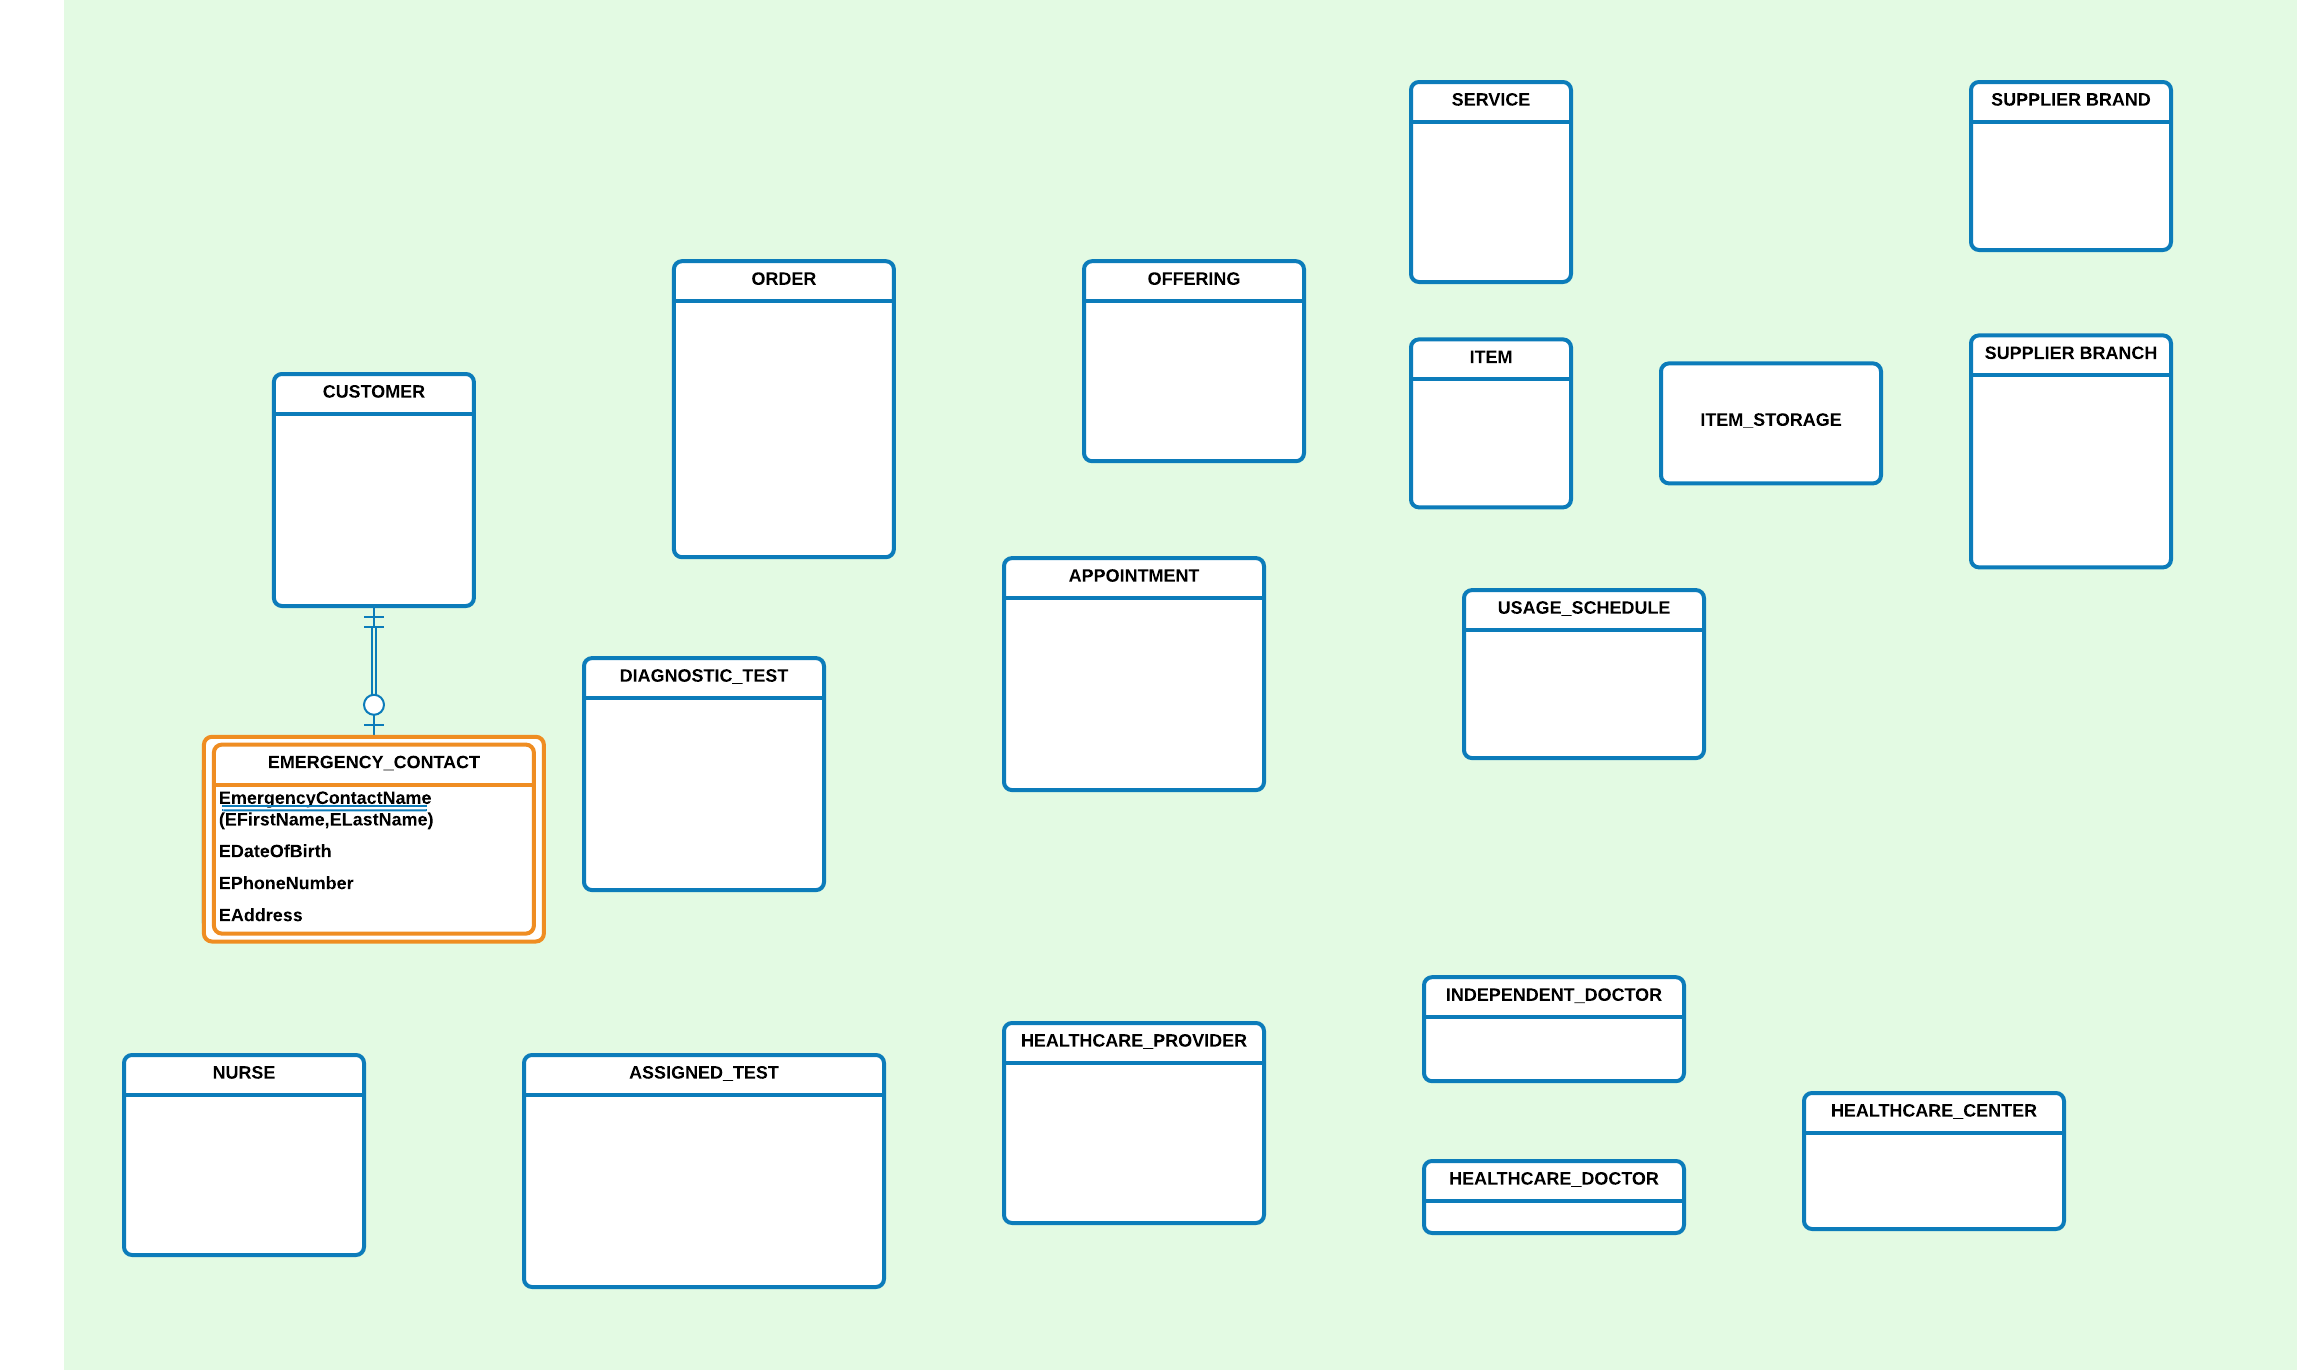 SERVICE
SUPPLIER BRAND
ORDER
OFFERING
ITEM
SUPPLIER BRANCH
CUSTOMER
ITEM_STORAGE
APPOINTMENT
USAGE_SCHEDULE
DIAGNOSTIC_TEST
EMERGENCY_CONTACT
EmergencyContactName
(EFirstName,ELastName)
EDateOfBirth
EPhoneNumber
EAddress
INDEPENDENT_DOCTOR
HEALTHCARE_PROVIDER
NURSE
ASSIGNED_TEST
HEALTHCARE_CENTER
HEALTHCARE_DOCTOR